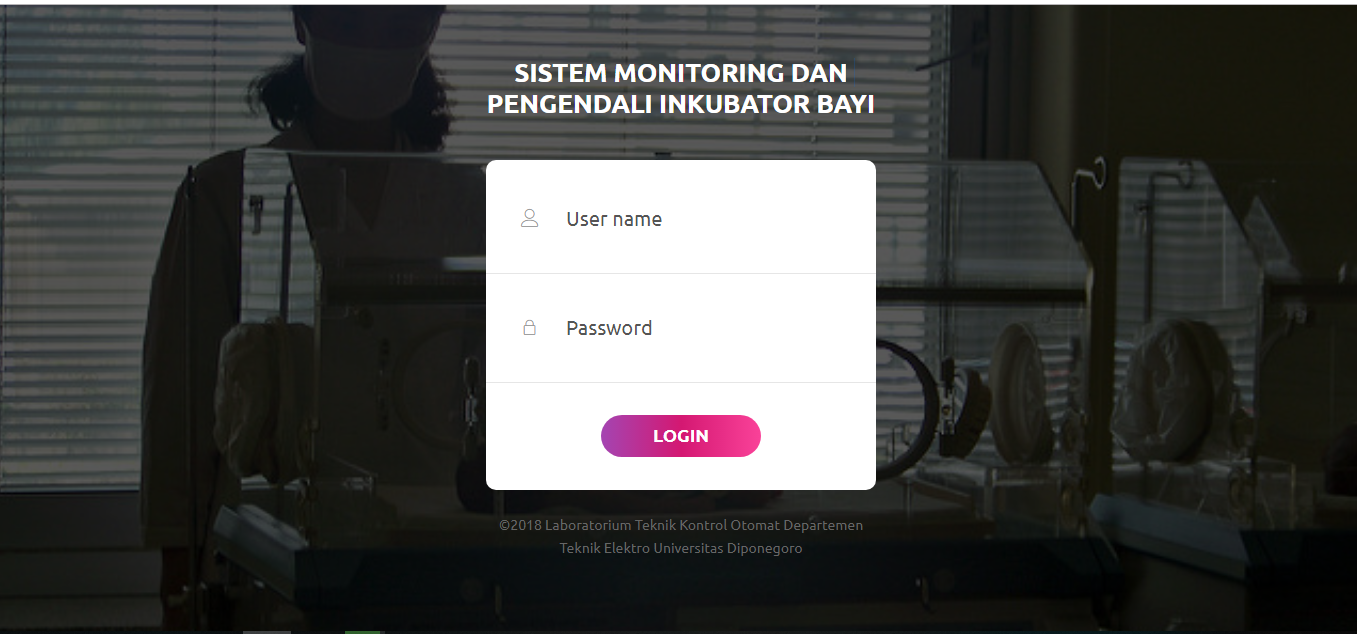 SISTEM MONITORING DAN
PENGENDALI INKUBATOR BAYI
User name
Password
LOGIN
©2018 Laboratorium Teknik Kontrol Otomat Departemen
Teknik Elektro Universitas Diponegoro